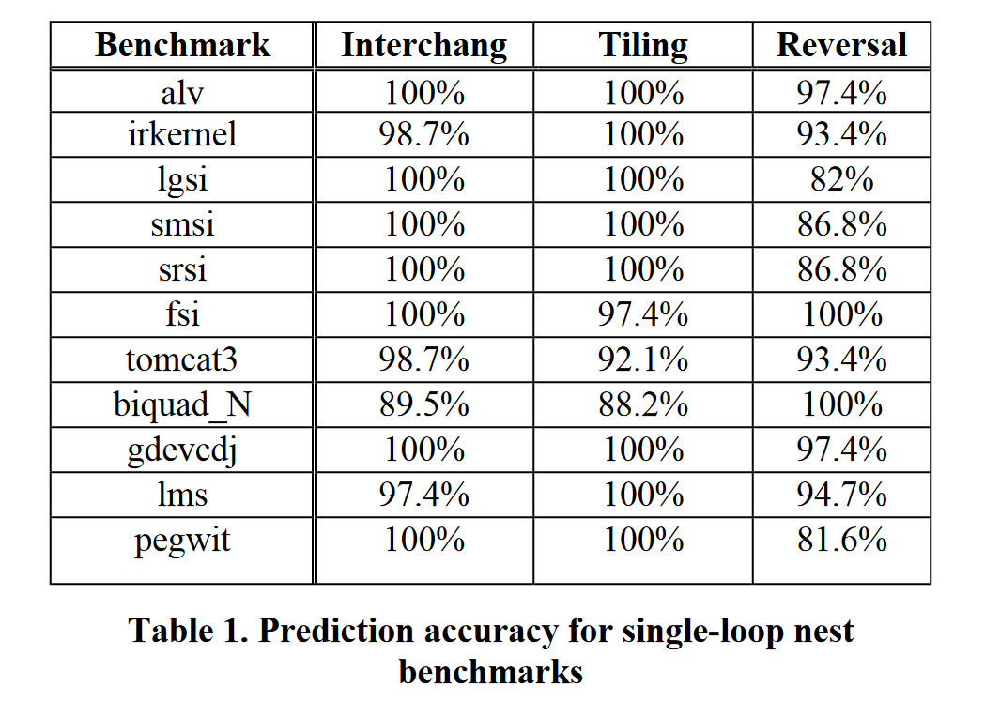 Benchmark Interchang Tiling Reversal
alv 100% 100% 97.4%
irkernel 98.7% 100% 93.4%
lgsi 100% 100% 82%
smsi 100% 100% 86.8%
srsi 100% 100% 86.8%
fsi 100% 97.4% 100%
tomcat3 98.7% 92.1% 93.4%
biquad_N 89.5% 88.2% 100%
gdevcdj 100% 100% 97.4%
lms 97.4% 100% 94.7%
pegwit 100% 100% 81.6%
Table 1. Prediction accuracy for single-loop nest
benchmarks